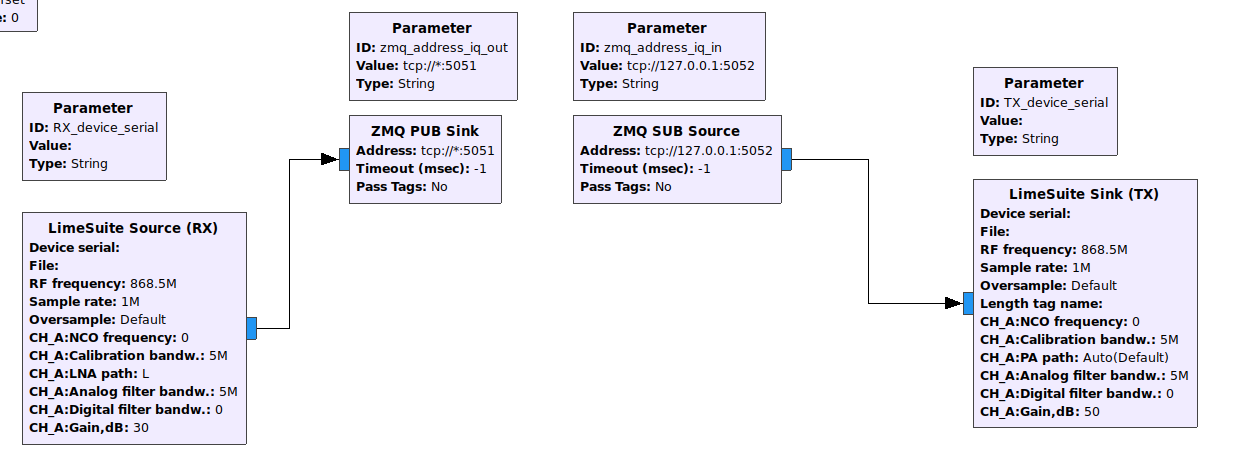 e: 0
Parameter
ID: RX_device_serial
Value:
Type: String
LimeSuite Source (RX)
Device serial:
File:
RF frequency: 868.5M
Sample rate: 1M
Oversample: Default
CH_A:NCO frequency: 0
CH_A:Calibration bandw.: 5M
CH_A:LNA path: L
CH_A:Analog filter bandw.: 5M
CH_A:Digital filter bandw.: 0
CH_A:Gain,dB: 30
Parameter
ID: zmq_address_iq_out
Value: tcp://*:5051
Type: String
ZMQ PUB Sink
Address: tcp://*:5051
Timeout (msec): -1
Pass Tags: No
Parameter
ID: zmq_address_iq_in
Value: tcp://127.0.0.1:5052
Type: String
ZMQ SUB Source
Address: tcp://127.0.0.1:5052
Timeout (msec): -1
Pass Tags: No
Parameter
ID: TX_device_serial
Value:
Type: String
LimeSuite Sink (TX)
Device serial:
File:
RF frequency: 868.5M
Sample rate: 1M
Oversample: Default
Length tag name:
CH_A:NCO frequency: 0
CH_A:Calibration bandw.: 5M
CH_A:PA path: Auto(Default)
CH_A:Analog filter bandw.: 5M
CH_A:Digital filter bandw.: 0
CH_A:Gain,dB: 50